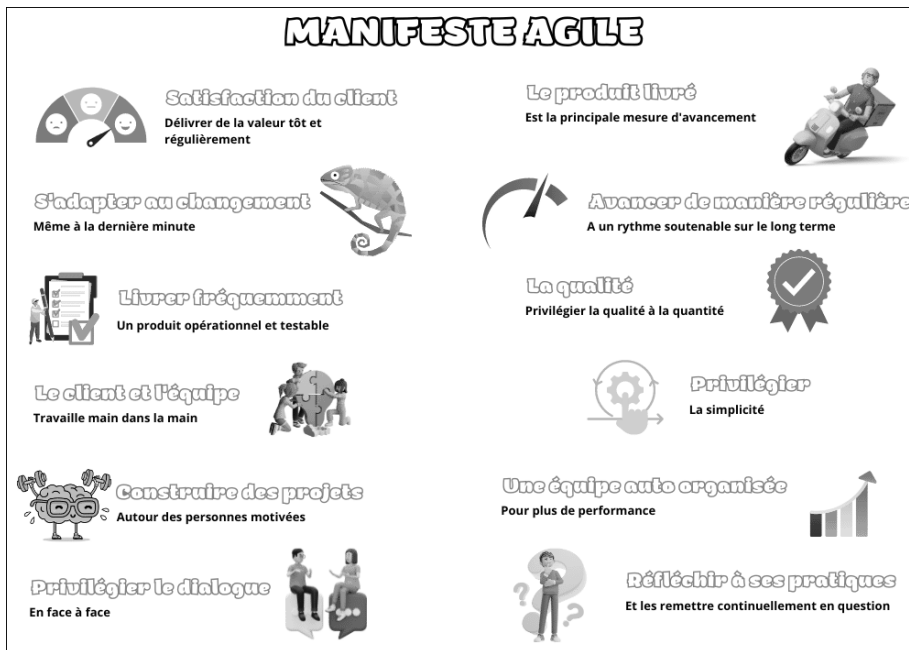 MANIFESTE AGILE
Satisfaction du client
Délivrer de la valeur tôt et
régulièrement
S'adapter au changement
Même à la dernière minute
Livrer fréquemment
Un produit opérationnel et testable
Le client et l'équipe
Travaille main dans la main
Construire des projets
Autour des personnes motivées
Privilégier le dialogue
En face à face
Le produit livré
Est la principale mesure d'avancement
Avancer de manière régulière
A un rythme soutenable sur le long terme
La qualité
Privilégier la qualité à la quantité
Privilégier
La simplicité
Une équipe auto organisée
Pour plus de performance
Réfléchir à ses pratiques
Et les remettre continuellement en question